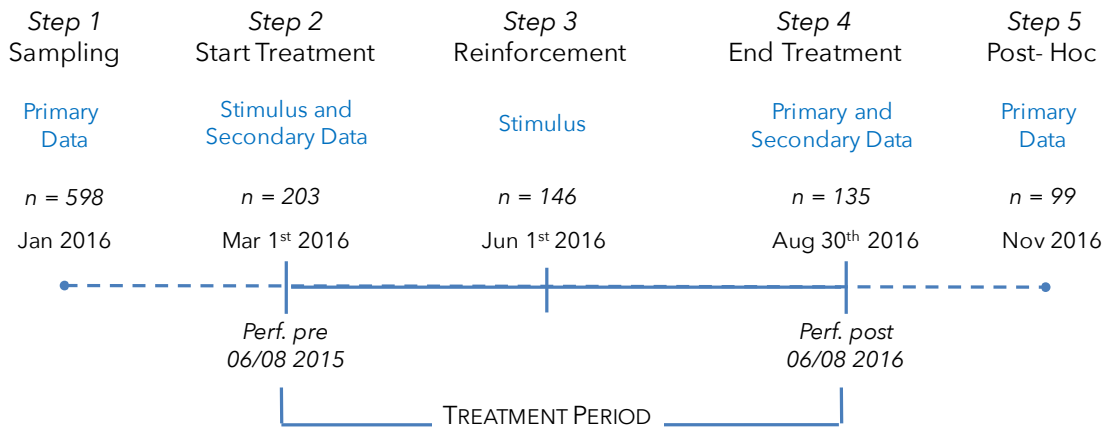 Step 1
Sampling
Primary
Data
n = 598
Jan 2016
Step 2
Start Treatment
Stimulus and
Secondary Data
n = 203
Mar 1st 2016
Step 3
Reinforcement
Stimulus
n = 146
Jun 1st 2016
Step 4
End Treatment
Primary and
Secondary Data
n = 135
Aug 30th 2016
Step 5
Post- Hoc
Primary
Data
n = 99
Nov 2016
Perf. pre
06/08 2015
Perf. post
06/08 2016
TREATMENT PERIOD